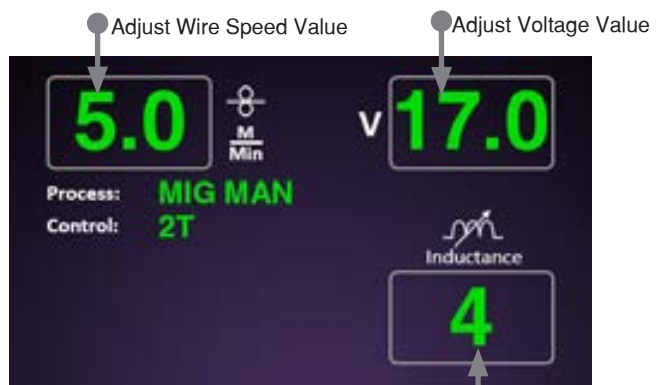 Adjust Wire Speed Value
Adjust Voltage Value
5.0 M/Min
V 17.0
Process: MIG MAN
Control: 2T
Inductance
4